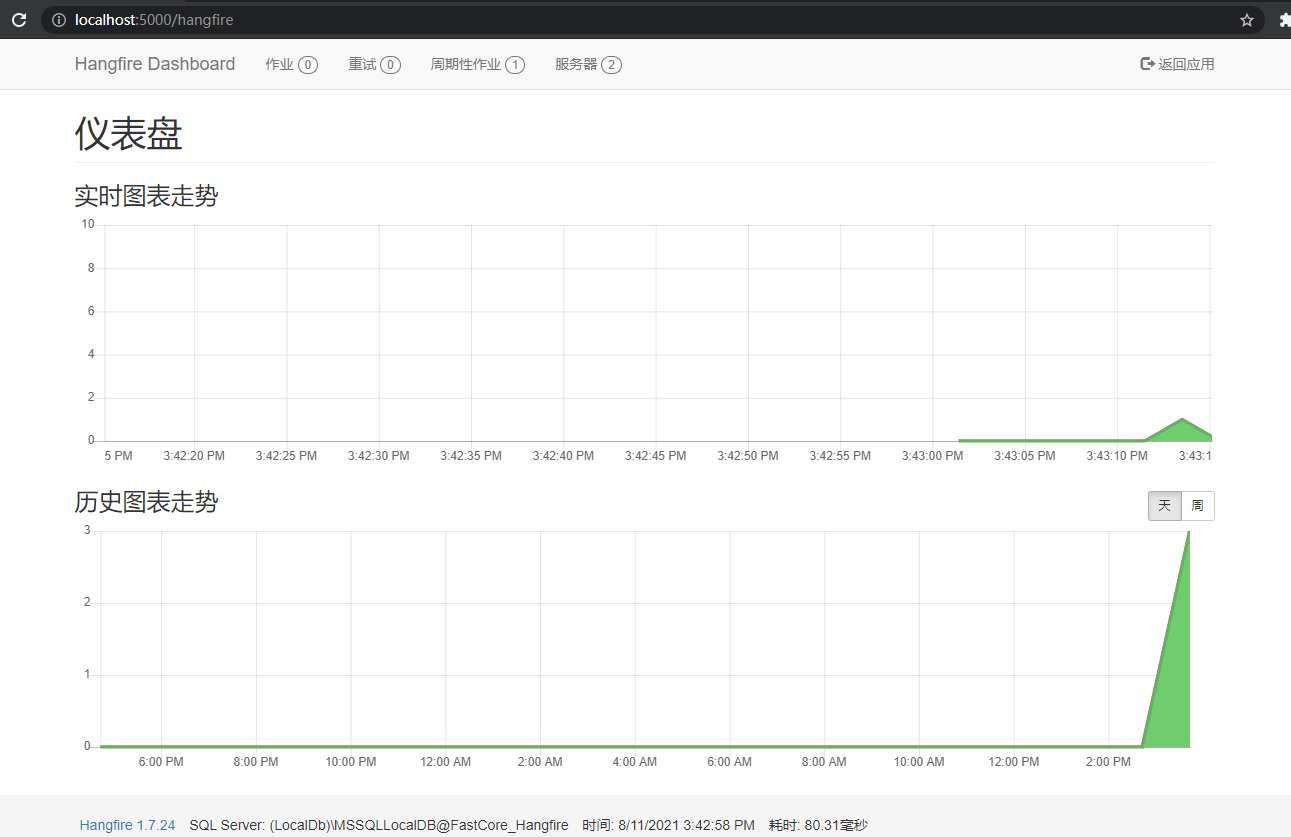 localhost:5000/hangfire
Hangfire Dashboard 作业 0 重试 0 周期性作业 1 服务器 2 返回应用
仪表盘
实时图表走势
10
8
6
4
2
0
5 PM 3:42:20 PM 3:42:25 PM 3:42:30 PM 3:42:35 PM 3:42:40 PM 3:42:45 PM 3:42:50 PM 3:42:55 PM 3:43:00 PM 3:43:05 PM 3:43:10 PM 3:43:1
历史图表走势 天 周
3
2
1
0
6:00 PM 8:00 PM 10:00 PM 12:00 AM 2:00 AM 4:00 AM 6:00 AM 8:00 AM 10:00 AM 12:00 PM 2:00 PM
Hangfire 1.7.24 SQL Server: (LocalDb)\MSSQLLocalDB@FastCore_Hangfire 时间: 8/11/2021 3:42:58 PM 耗时: 80.31毫秒